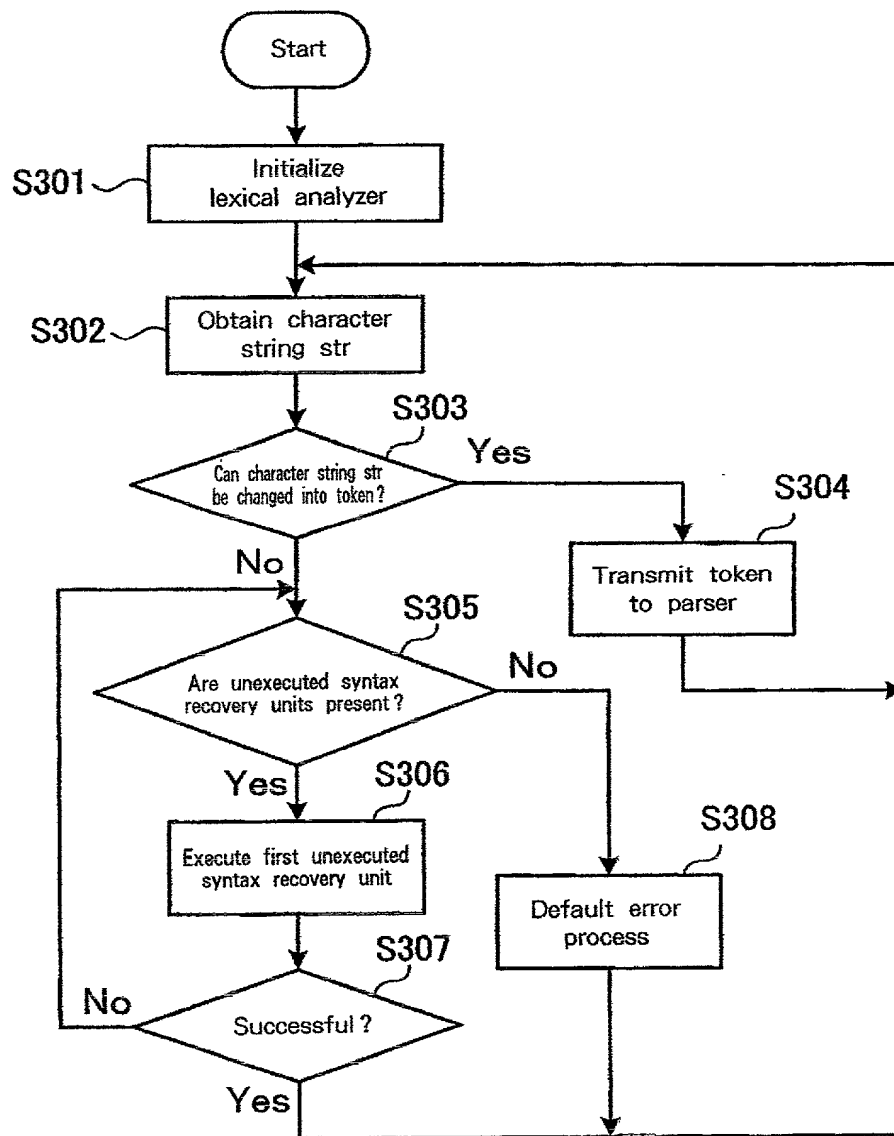 Start
S301
Initialize
lexical analyzer
S302
Obtain character
string str
S303
Can character string str
be changed into token?
Yes
S304
Transmit token
to parser
No
S305
Are unexecuted syntax
recovery units present?
No
Yes
S306
Execute first unexecuted
syntax recovery unit
S308
Default error
process
S307
Successful?
No
Yes